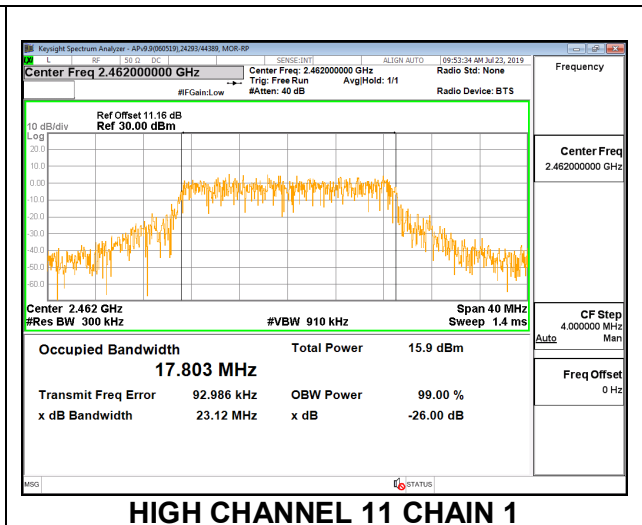 Keysight Spectrum Analyzer - APv9.9(060519),24293/44389, MOR-RP
LXI L RF 50 Ω DC SENSE:INT ALIGN AUTO 09:53:34 AM Jul 23, 2019
Center Freq 2.462000000 GHz Center Freq: 2.462000000 GHz Radio Std: None Frequency
Trig: Free Run Avg|Hold: 1/1
#IFGain:Low #Atten: 40 dB Radio Device: BTS
Ref Offset 11.16 dB
10 dB/div Ref 30.00 dBm
Log
20.0
10.0
0.00
-10.0
-20.0
-30.0
-40.0
-50.0
-60.0
Center Freq
2.462000000 GHz
Center 2.462 GHz Span 40 MHz
#Res BW 300 kHz #VBW 910 kHz Sweep 1.4 ms
CF Step
4.000000 MHz
Auto Man
Occupied Bandwidth Total Power 15.9 dBm
17.803 MHz
Freq Offset
0 Hz
Transmit Freq Error 92.986 kHz OBW Power 99.00 %
x dB Bandwidth 23.12 MHz x dB -26.00 dB
MSG STATUS
HIGH CHANNEL 11 CHAIN 1